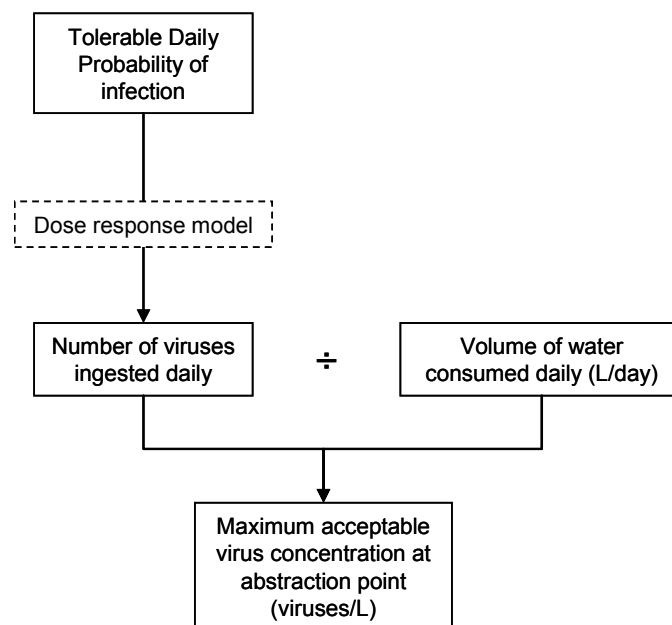 Tolerable Daily
Probability of
infection
Dose response model
Number of viruses
ingested daily
÷
Volume of water
consumed daily (L/day)
Maximum acceptable
virus concentration at
abstraction point
(viruses/L)